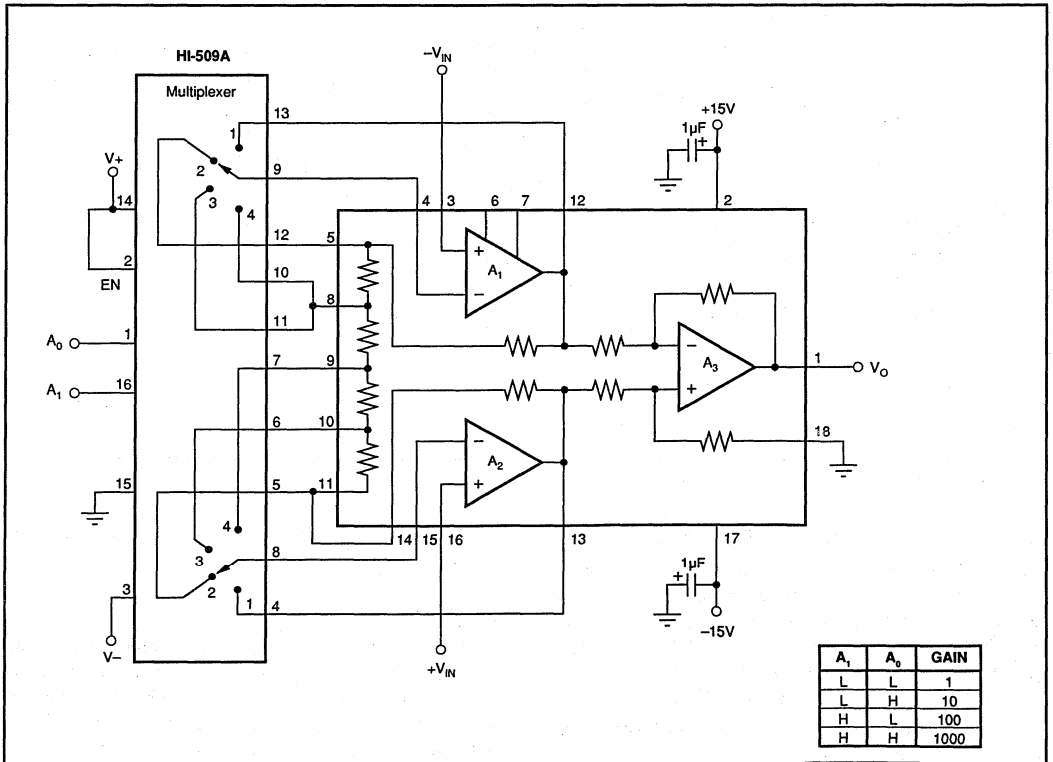 HI-509A
Multiplexer
–V_IN
+15V
1µF
+
V+
14
2
EN
A₀
1
A₁
16
15
3
V–
1
2
3
4
13
9
12
10
11
7
6
5
8
4
4
3
2
1
4
3
6
7
12
2
5
8
9
10
11
14
15
16
13
17
18
1
+
A₁
–
–
A₂
+
–
A₃
+
V_O
+V_IN
1µF
+
–15V
A₁ A₀ GAIN
L L 1
L H 10
H L 100
H H 1000